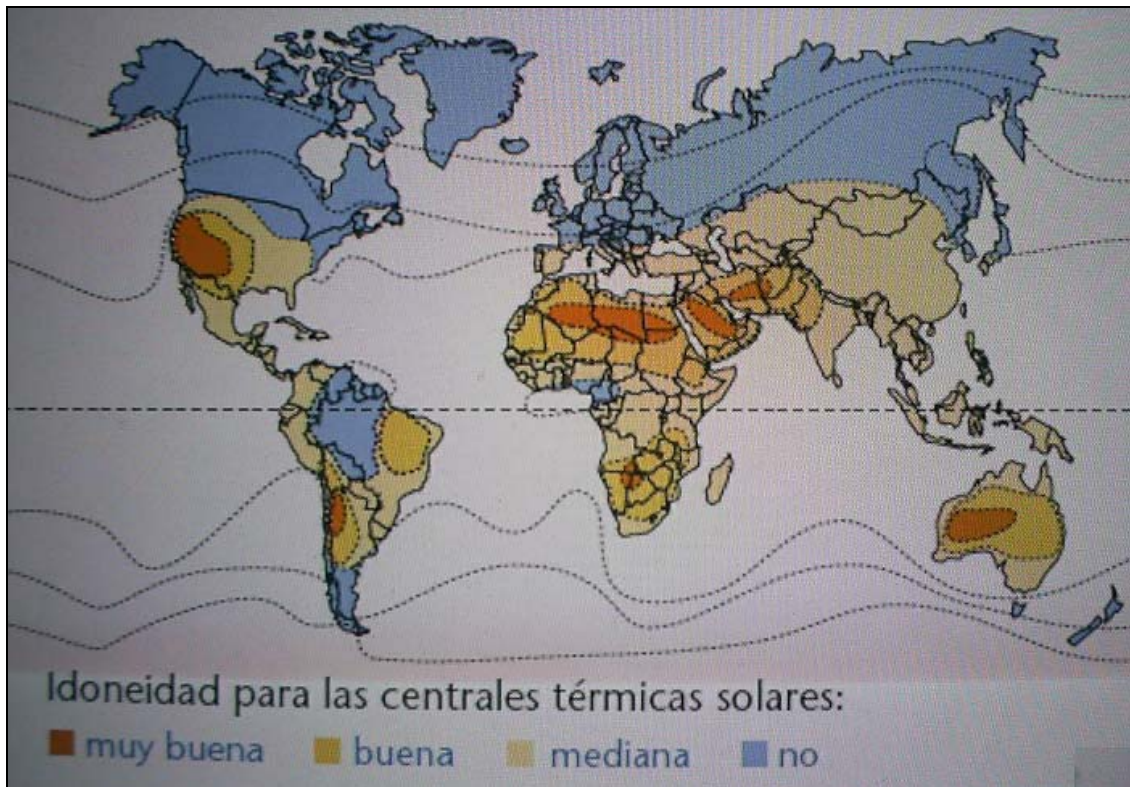 Idoneidad para las centrales térmicas solares:
muy buena buena mediana no